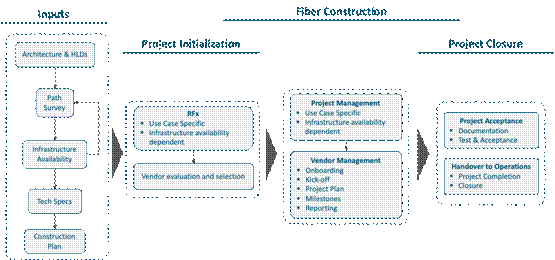 Inputs
Fiber Construction
Project Initialization
Project Closure
Architecture & HLDs
Path
Survey
Infrastructure
Availability
Tech Specs
Construction
Plan
RFx
Use Case Specific
Infrastructure availability
dependent
Vendor evaluation and selection
Project Management
Use Case Specific
Infrastructure availability
dependent
Vendor Management
Onboarding
Kick-off
Project Plan
Milestones
Reporting
Project Acceptance
Documentation
Test & Acceptance
Handover to Operations
Project Completion
Closure